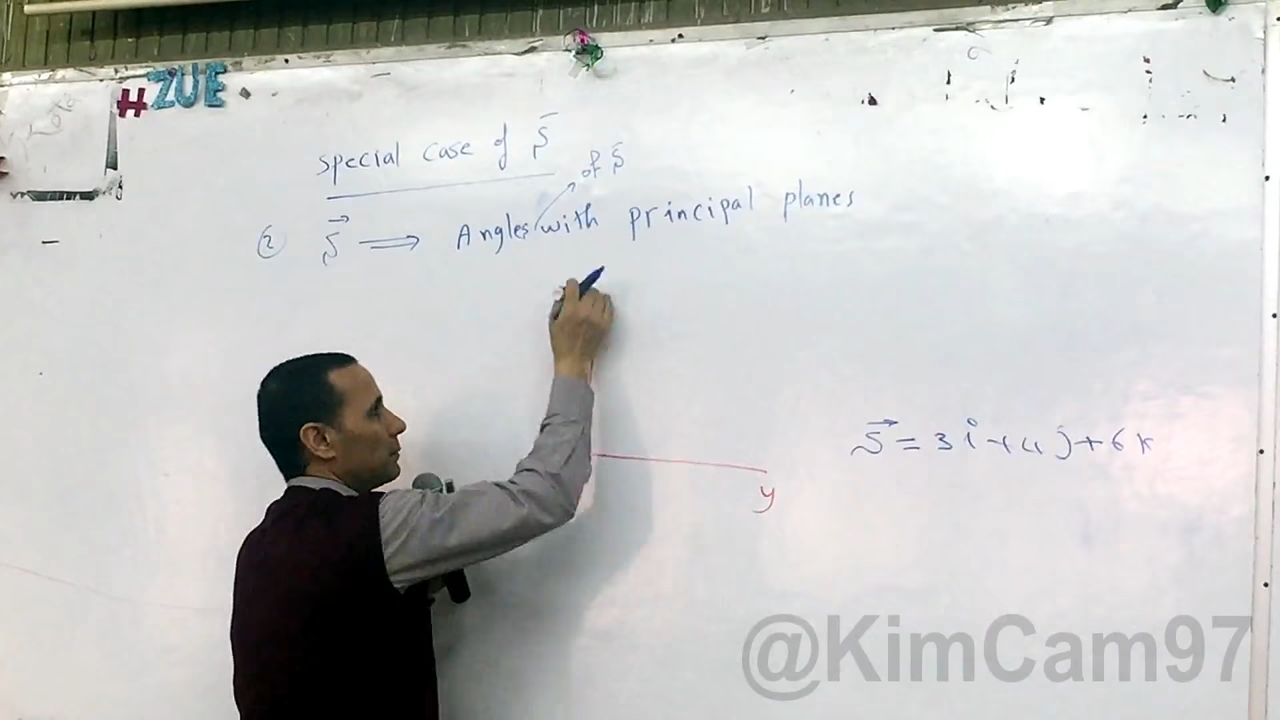 #ZUE
special case of S̄
of S̄
② S⃗ ⟹ Angles with principal planes
S⃗ = 3i + 4j + 6k
y
@KimCam97